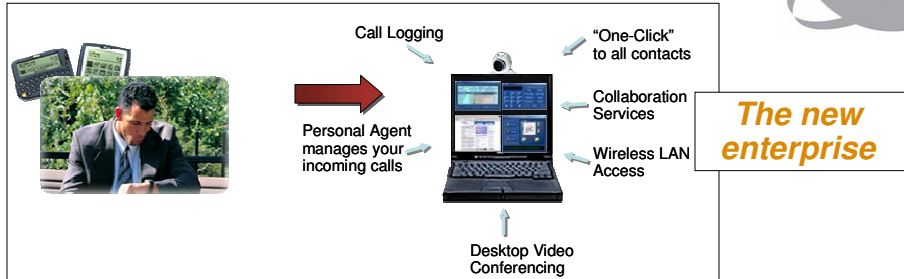 Call Logging
“One-Click”
to all contacts
Collaboration
Services
Personal Agent
manages your
incoming calls
Wireless LAN
Access
Desktop Video
Conferencing
The new
enterprise